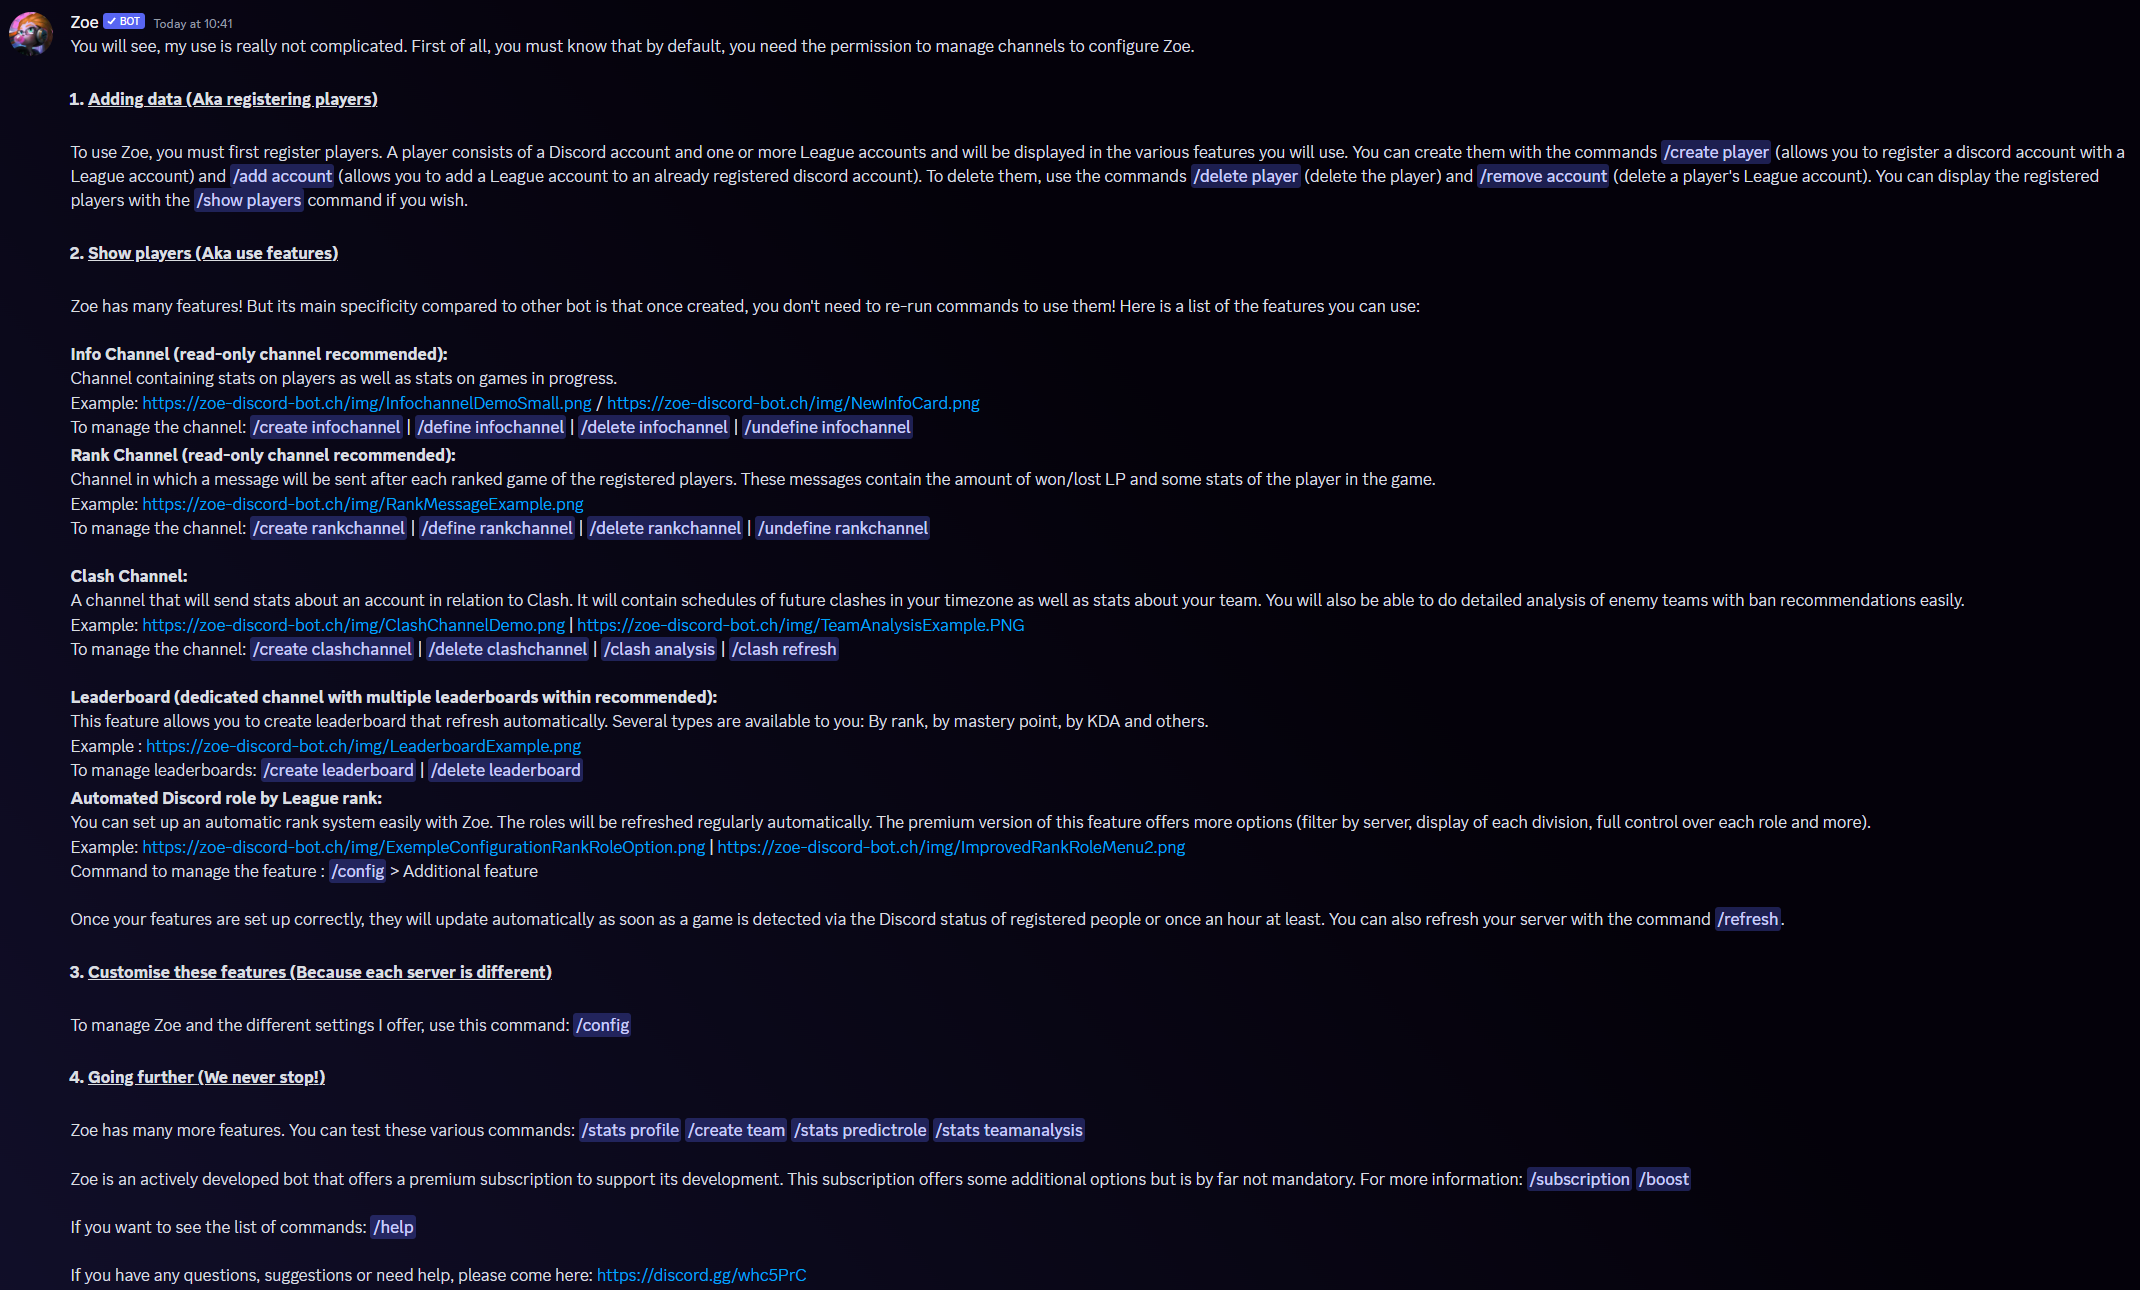 Zoe ✓ BOT Today at 10:41
You will see, my use is really not complicated. First of all, you must know that by default, you need the permission to manage channels to configure Zoe.
1. Adding data (Aka registering players)
To use Zoe, you must first register players. A player consists of a Discord account and one or more League accounts and will be displayed in the various features you will use. You can create them with the commands /create player (allows you to register a discord account with a
League account) and /add account (allows you to add a League account to an already registered discord account). To delete them, use the commands /delete player (delete the player) and /remove account (delete a player's League account). You can display the registered
players with the /show players command if you wish.
2. Show players (Aka use features)
Zoe has many features! But its main specificity compared to other bot is that once created, you don't need to re-run commands to use them! Here is a list of the features you can use:
Info Channel (read-only channel recommended):
Channel containing stats on players as well as stats on games in progress.
Example: https://zoe-discord-bot.ch/img/InfochannelDemoSmall.png / https://zoe-discord-bot.ch/img/NewInfoCard.png
To manage the channel: /create infochannel | /define infochannel | /delete infochannel | /undefine infochannel
Rank Channel (read-only channel recommended):
Channel in which a message will be sent after each ranked game of the registered players. These messages contain the amount of won/lost LP and some stats of the player in the game.
Example: https://zoe-discord-bot.ch/img/RankMessageExample.png
To manage the channel: /create rankchannel | /define rankchannel | /delete rankchannel | /undefine rankchannel
Clash Channel:
A channel that will send stats about an account in relation to Clash. It will contain schedules of future clashes in your timezone as well as stats about your team. You will also be able to do detailed analysis of enemy teams with ban recommendations easily.
Example: https://zoe-discord-bot.ch/img/ClashChannelDemo.png | https://zoe-discord-bot.ch/img/TeamAnalysisExample.PNG
To manage the channel: /create clashchannel | /delete clashchannel | /clash analysis | /clash refresh
Leaderboard (dedicated channel with multiple leaderboards within recommended):
This feature allows you to create leaderboard that refresh automatically. Several types are available to you: By rank, by mastery point, by KDA and others.
Example : https://zoe-discord-bot.ch/img/LeaderboardExample.png
To manage leaderboards: /create leaderboard | /delete leaderboard
Automated Discord role by League rank:
You can set up an automatic rank system easily with Zoe. The roles will be refreshed regularly automatically. The premium version of this feature offers more options (filter by server, display of each division, full control over each role and more).
Example: https://zoe-discord-bot.ch/img/ExempleConfigurationRankRoleOption.png | https://zoe-discord-bot.ch/img/ImprovedRankRoleMenu2.png
Command to manage the feature : /config > Additional feature
Once your features are set up correctly, they will update automatically as soon as a game is detected via the Discord status of registered people or once an hour at least. You can also refresh your server with the command /refresh.
3. Customise these features (Because each server is different)
To manage Zoe and the different settings I offer, use this command: /config
4. Going further (We never stop!)
Zoe has many more features. You can test these various commands: /stats profile /create team /stats predictrole /stats teamanalysis
Zoe is an actively developed bot that offers a premium subscription to support its development. This subscription offers some additional options but is by far not mandatory. For more information: /subscription /boost
If you want to see the list of commands: /help
If you have any questions, suggestions or need help, please come here: https://discord.gg/whc5PrC